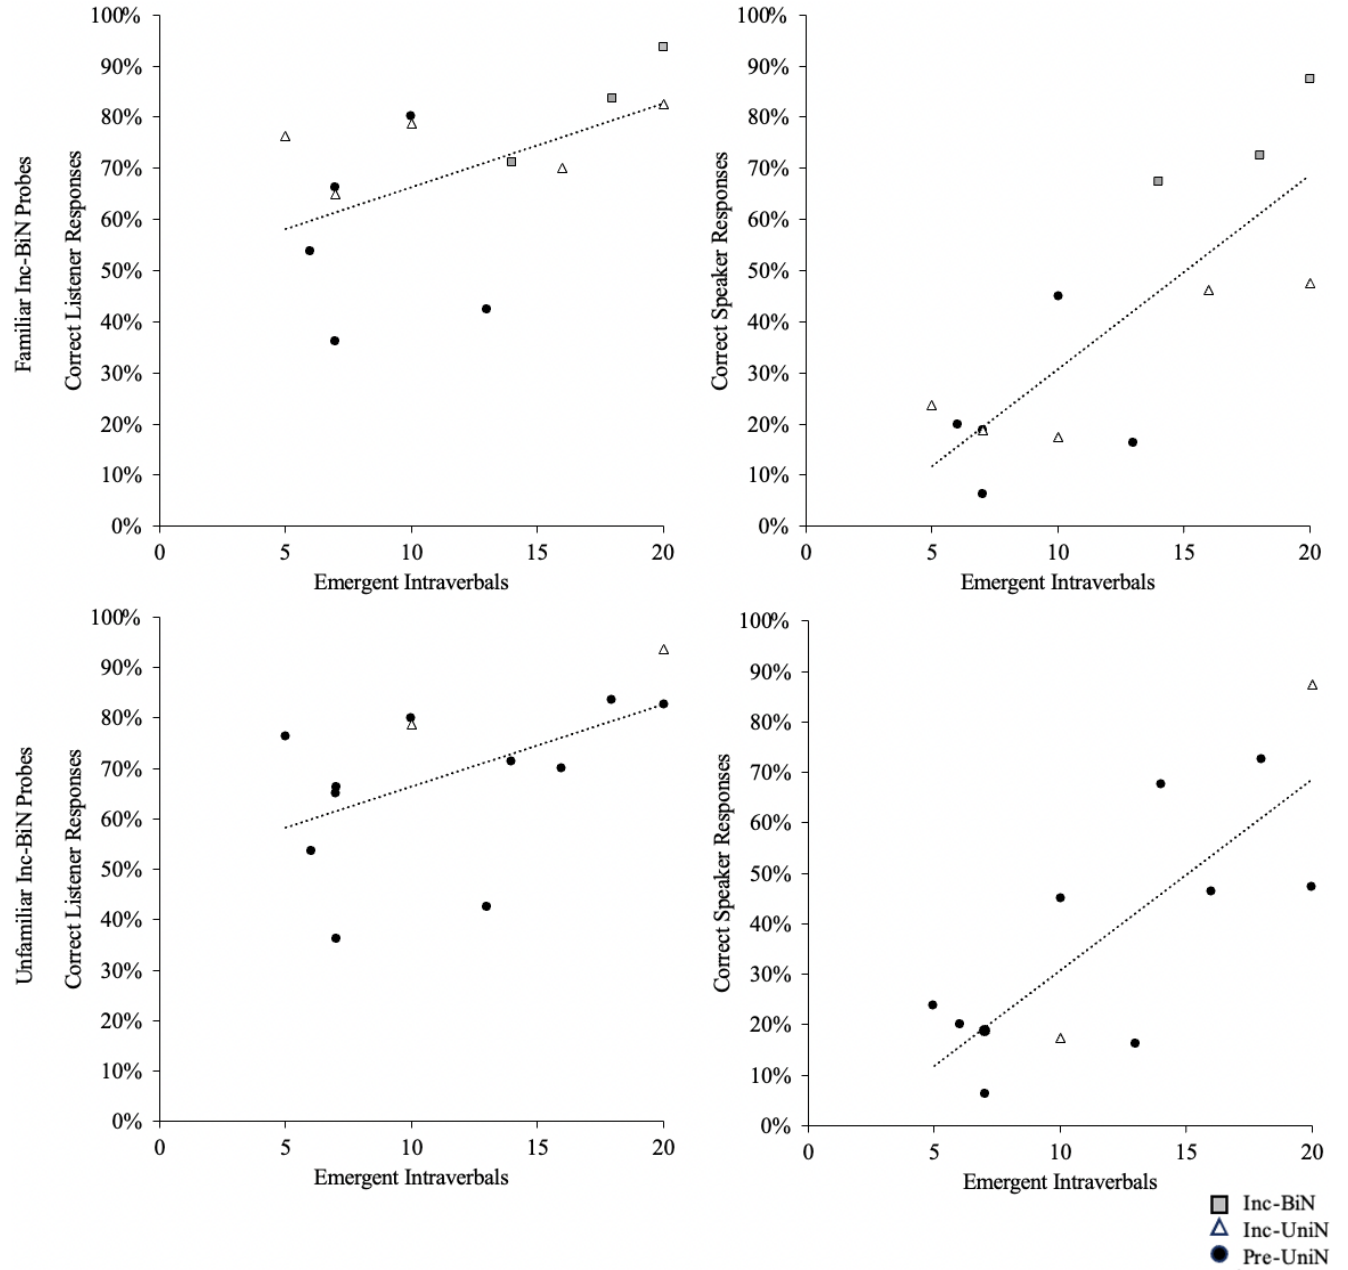 Familiar Inc-BiN Probes
Correct Listener Responses
100%
90%
80%
70%
60%
50%
40%
30%
20%
10%
0%
0 5 10 15 20
Emergent Intraverbals
Correct Speaker Responses
100%
90%
80%
70%
60%
50%
40%
30%
20%
10%
0%
0 5 10 15 20
Emergent Intraverbals
Unfamiliar Inc-BiN Probes
Correct Listener Responses
100%
90%
80%
70%
60%
50%
40%
30%
20%
10%
0%
0 5 10 15 20
Emergent Intraverbals
Correct Speaker Responses
100%
90%
80%
70%
60%
50%
40%
30%
20%
10%
0%
0 5 10 15 20
Emergent Intraverbals
Inc-BiN
Inc-UniN
Pre-UniN